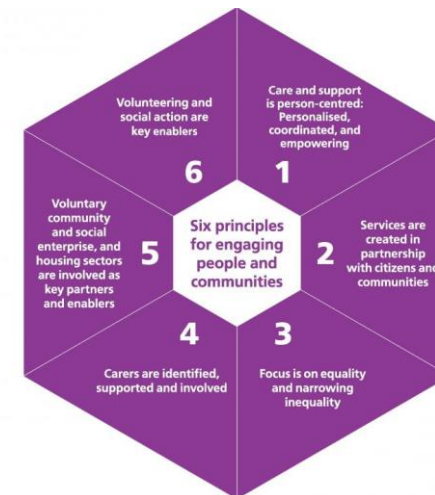 Six principles
for engaging
people and
communities
Care and support
is person-centred:
Personalised,
coordinated, and
empowering
1
Services are
created in
partnership
with citizens and
communities
2
3
Focus is on equality
and narrowing
inequality
4
Carers are identified,
supported and involved
Voluntary
community
and social
enterprise, and
housing sectors
are involved as
key partners
and enablers
5
Volunteering and
social action are
key enablers
6